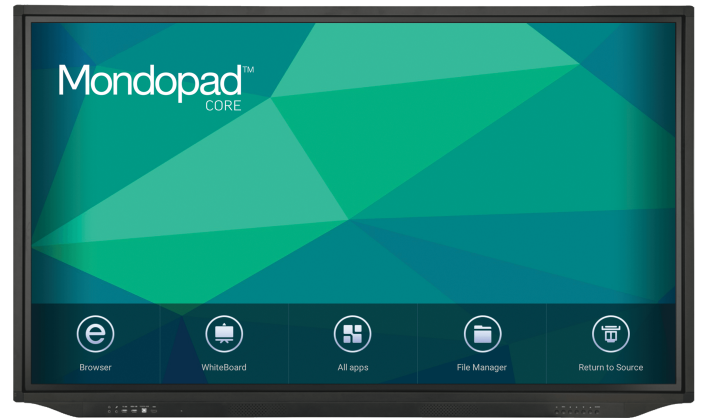 Mondopad™
CORE
Browser
WhiteBoard
All apps
File Manager
Return to Source